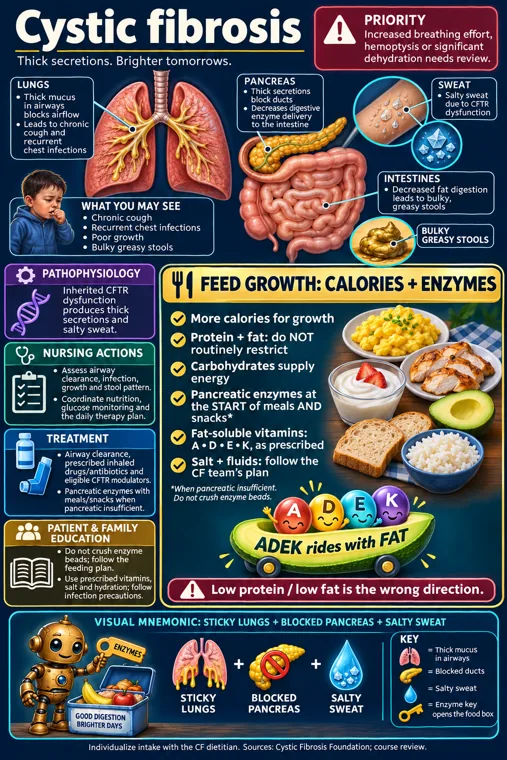 Cystic fibrosis
Thick secretions. Brighter tomorrows.
PRIORITY
Increased breathing effort,
hemoptysis or significant
dehydration needs review.
LUNGS
• Thick mucus
in airways
blocks airflow
• Leads to chronic
cough and
recurrent
chest infections
PANCREAS
• Thick secretions
block ducts
• Decreases digestive
enzyme delivery
to the intestine
SWEAT
• Salty sweat
due to CFTR
dysfunction
INTESTINES
• Decreased fat digestion
leads to bulky,
greasy stools
BULKY
GREASY STOOLS
WHAT YOU MAY SEE
• Chronic cough
• Recurrent chest infections
• Poor growth
• Bulky greasy stools
PATHOPHYSIOLOGY
Inherited CFTR
dysfunction
produces thick
secretions and
salty sweat.
NURSING ACTIONS
• Assess airway
clearance, infection,
growth and stool pattern.
• Coordinate nutrition,
glucose monitoring and
the daily therapy plan.
TREATMENT
• Airway clearance,
prescribed inhaled
drugs/antibiotics and
eligible CFTR modulators.
• Pancreatic enzymes with
meals/snacks when
pancreatic insufficient.
PATIENT & FAMILY
EDUCATION
• Do not crush enzyme
beads; follow the
feeding plan.
• Use prescribed vitamins,
salt and hydration; follow
infection precautions.
FEED GROWTH: CALORIES + ENZYMES
More calories for growth
Protein + fat: do NOT
routinely restrict
Carbohydrates supply
energy
Pancreatic enzymes at
the START of meals AND
snacks*
Fat-soluble vitamins:
A • D • E • K, as prescribed
Salt + fluids: follow the
CF team's plan
*When pancreatic insufficient.
Do not crush enzyme beads.
A D E K
ADEK rides with FAT
Low protein / low fat is the wrong direction.
VISUAL MNEMONIC: STICKY LUNGS + BLOCKED PANCREAS + SALTY SWEAT
ENZYMES
GOOD DIGESTION
BRIGHTER DAYS
STICKY
LUNGS
+
BLOCKED
PANCREAS
+
SALTY
SWEAT
KEY
= Thick mucus
in airways
= Blocked ducts
= Salty sweat
= Enzyme key
opens the food box
Individualize intake with the CF dietitian. Sources: Cystic Fibrosis Foundation; course review.